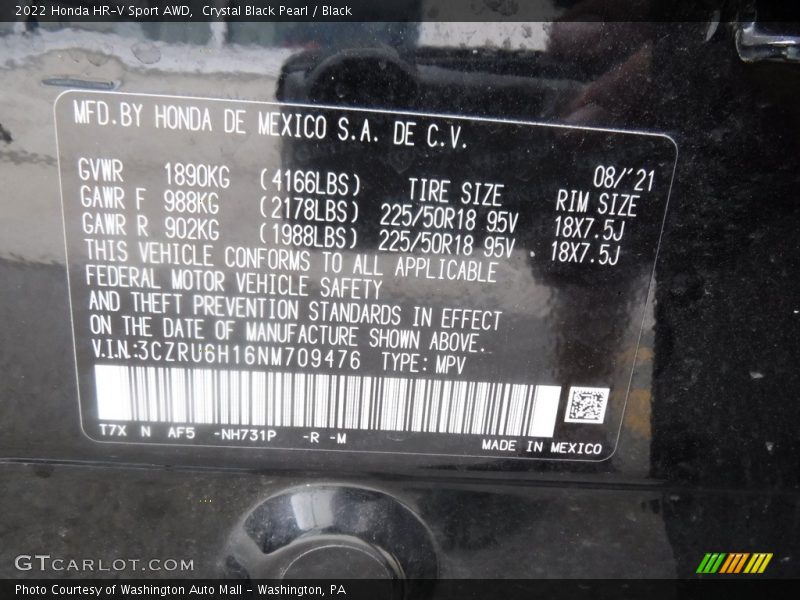 2022 Honda HR-V Sport AWD, Crystal Black Pearl / Black
MFD.BY HONDA DE MEXICO S.A. DE C.V.
08/'21
GVWR 1890KG (4166LBS) TIRE SIZE RIM SIZE
GAWR F 988KG (2178LBS) 225/50R18 95V 18X7.5J
GAWR R 902KG (1988LBS) 225/50R18 95V 18X7.5J
THIS VEHICLE CONFORMS TO ALL APPLICABLE
FEDERAL MOTOR VEHICLE SAFETY
AND THEFT PREVENTION STANDARDS IN EFFECT
ON THE DATE OF MANUFACTURE SHOWN ABOVE.
V.I.N:3CZRU6H16NM709476 TYPE: MPV
T7X N AF5 -NH731P -R -M
MADE IN MEXICO
GTCARLOT.COM
Photo Courtesy of Washington Auto Mall - Washington, PA